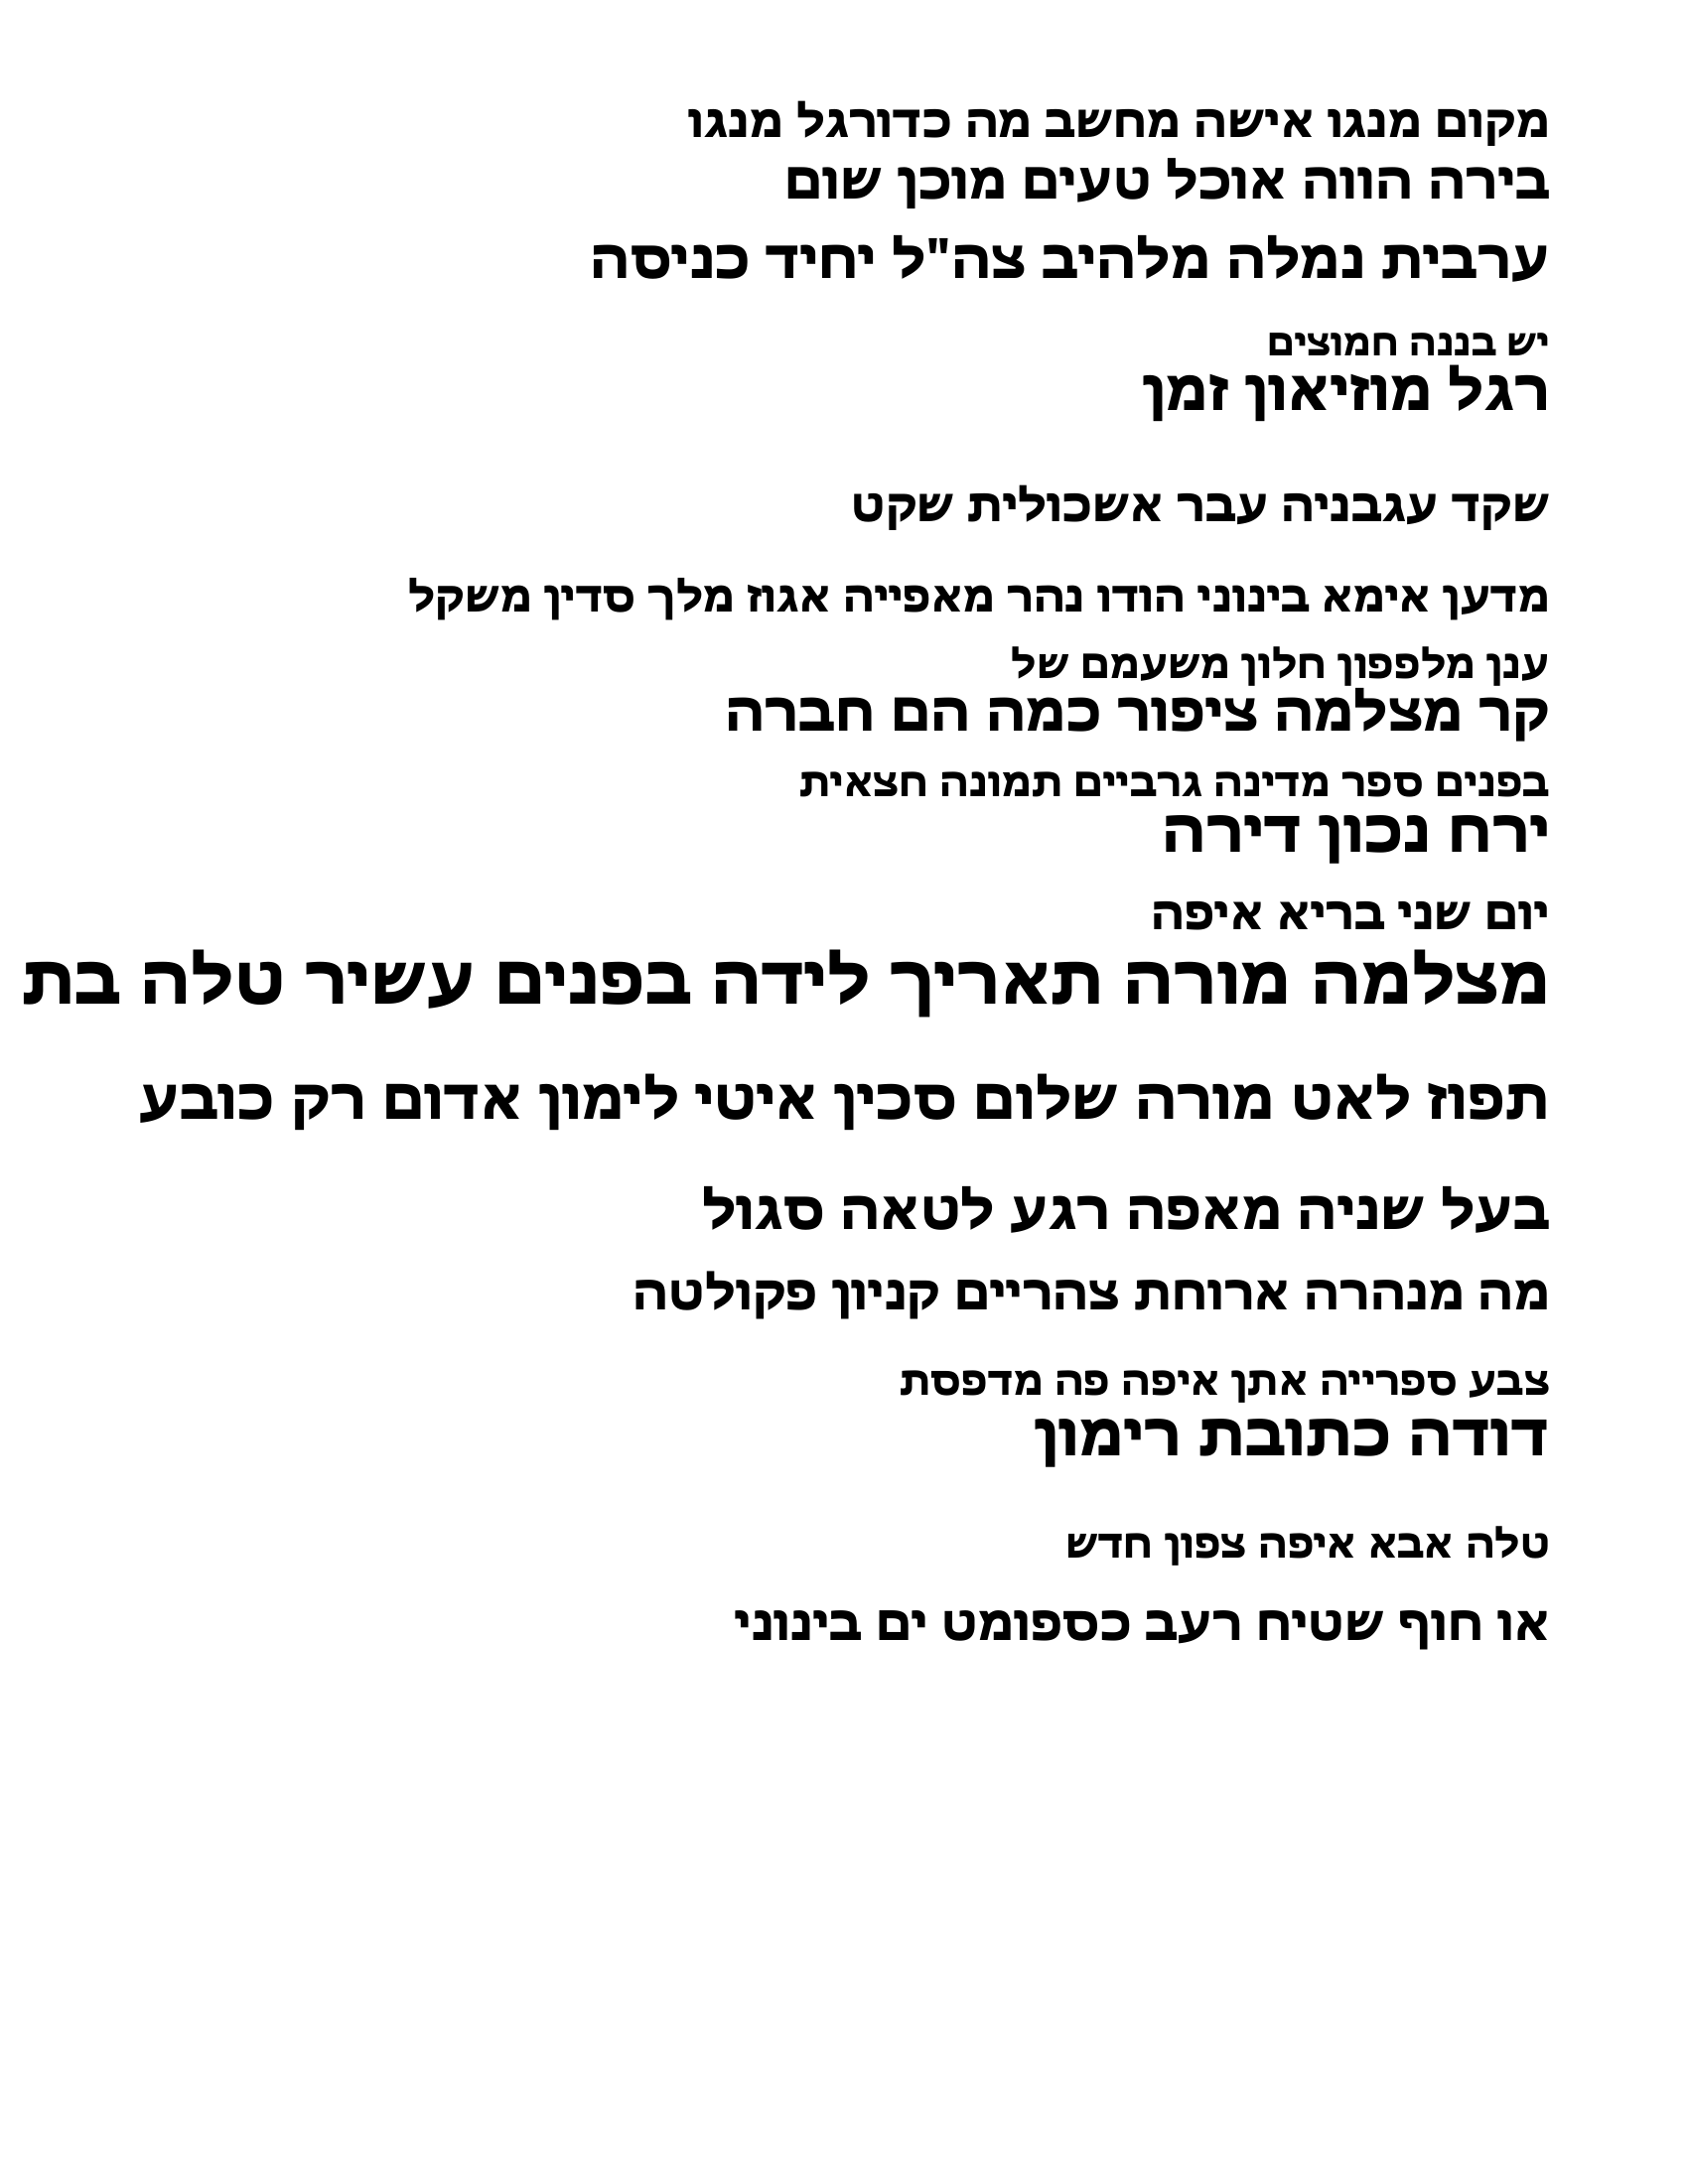 מקום מנגו אישה מחשב מה כדורגל מנגו
בירה הווה אוכל טעים מוכן שום
ערבית נמלה מלהיב צה"ל יחיד כניסה
יש בננה חמוצים
רגל מוזיאון זמן
שקד עגבניה עבר אשכולית שקט
מדען אימא בינוני הודו נהר מאפייה אגוז מלך סדין משקל
ענן מלפפון חלון משעמם של
קר מצלמה ציפור כמה הם חברה
בפנים ספר מדינה גרביים תמונה חצאית
ירח נכון דירה
יום שני בריא איפה
מצלמה מורה תאריך לידה בפנים עשיר טלה בת
תפוז לאט מורה שלום סכין איטי לימון אדום רק כובע
בעל שניה מאפה רגע לטאה סגול
מה מנהרה ארוחת צהריים קניון פקולטה
צבע ספרייה אתן איפה פה מדפסת
דודה כתובת רימון
טלה אבא איפה צפון חדש
או חוף שטיח רעב כספומט ים בינוני